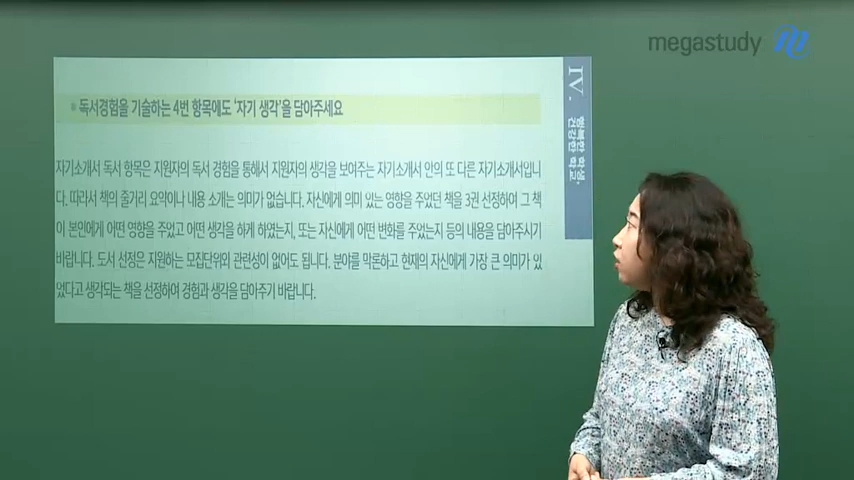 megastudy
• 독서경험을 기술하는 4번 항목에도 ‘자기 생각’을 담아주세요
자기소개서 독서 항목은 지원자의 독서 경험을 통해서 지원자의 생각을 보여주는 자기소개서 안의 또 다른 자기소개서입니
다. 따라서 책의 줄거리 요약이나 내용 소개는 의미가 없습니다. 자신에게 의미 있는 영향을 주었던 책을 3권 선정하여 그 책
이 본인에게 어떤 영향을 주었고 어떤 생각을 하게 하였는지, 또는 자신에게 어떤 변화를 주었는지 등의 내용을 담아주시기
바랍니다. 도서 선정은 지원하는 모집단위와 관련성이 없어도 됩니다. 분야를 막론하고 현재의 자신에게 가장 큰 의미가 있
었다고 생각되는 책을 선정하여 경험과 생각을 담아주기 바랍니다.
IV.
행복한 학생,
건강한 학교